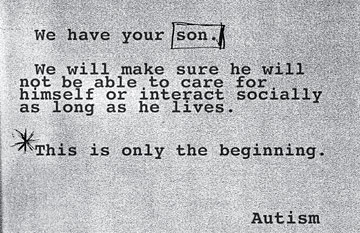 We have your son.
We will make sure he will
not be able to care for
himself or interact socially
as long as he lives.
This is only the beginning.
Autism